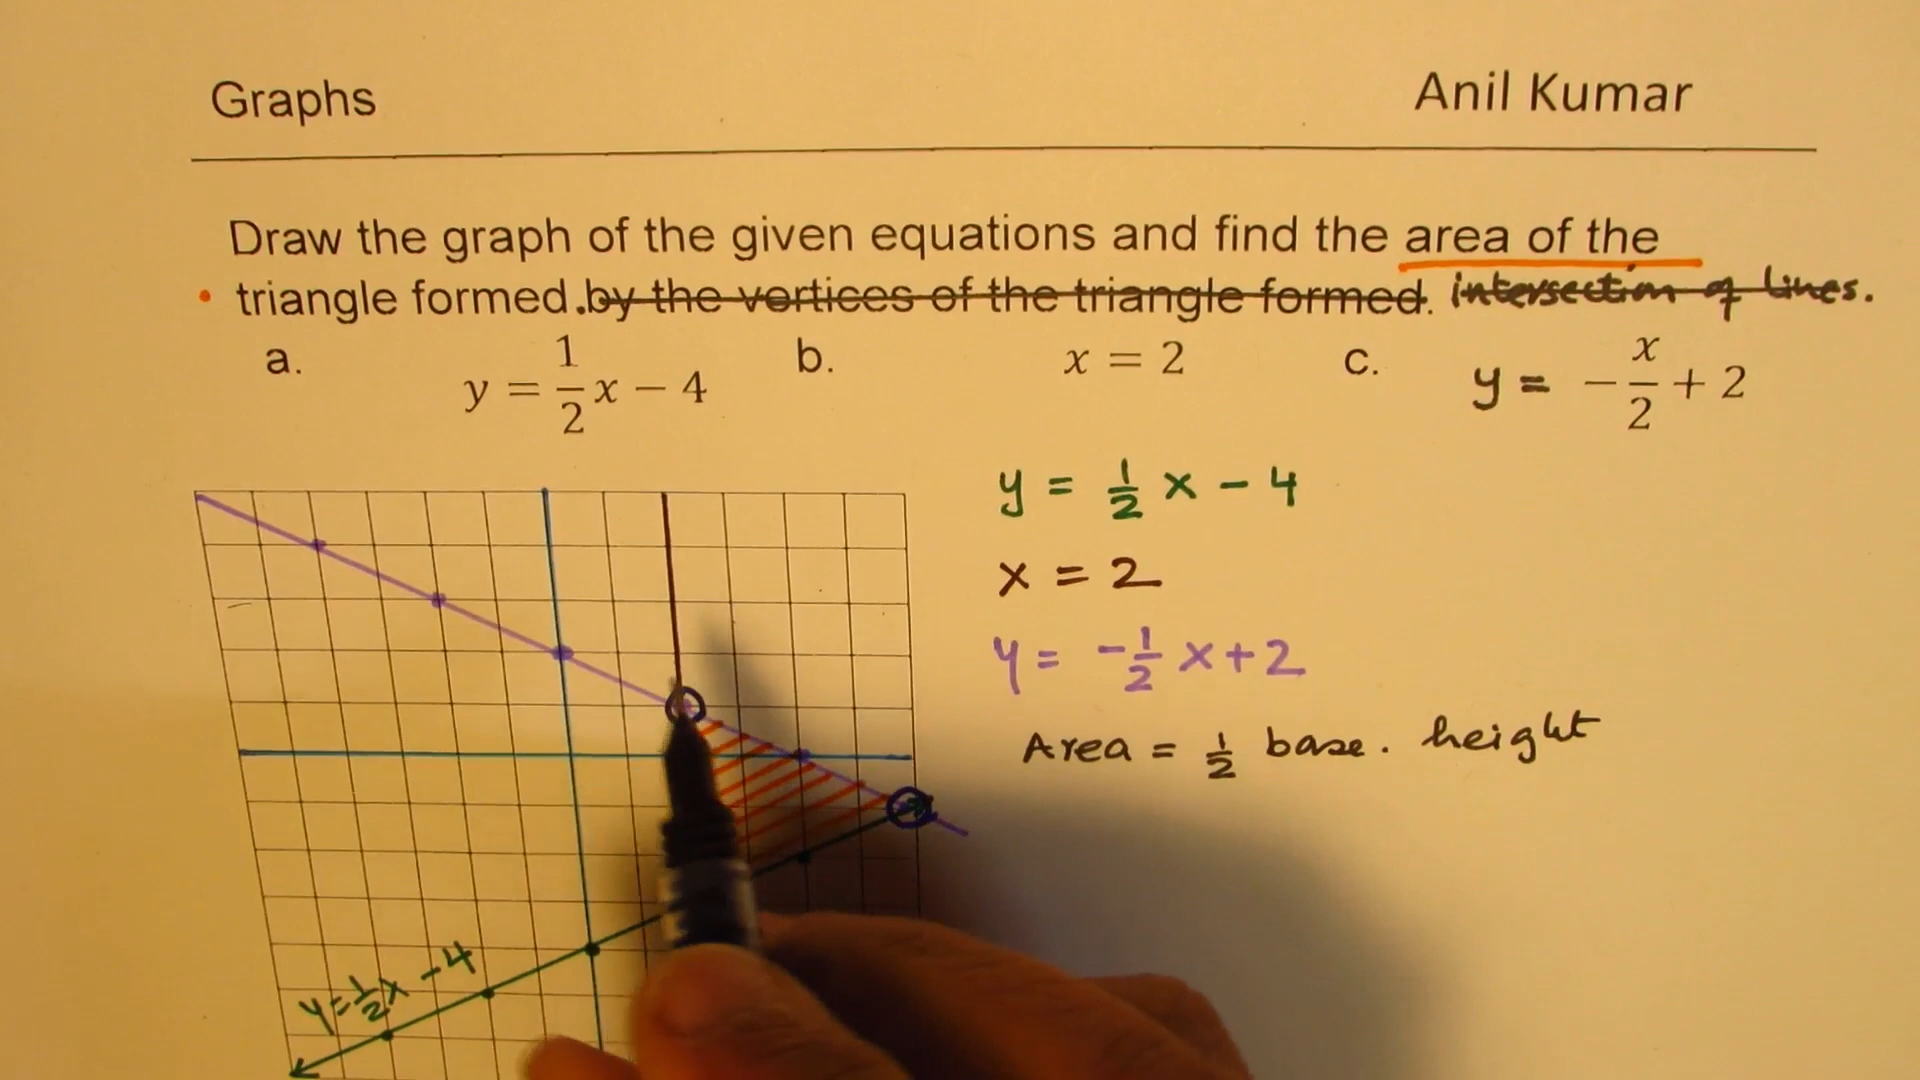 Graphs
Anil Kumar
Draw the graph of the given equations and find the area of the
• triangle formed. by the vertices of the triangle formed. intersection of lines.
a. y = 1/2 x − 4 b. x = 2 c. y = − x/2 + 2
y = 1/2 x - 4
x = 2
y = -1/2 x + 2
Area = 1/2 base . height
y = 1/2 x - 4